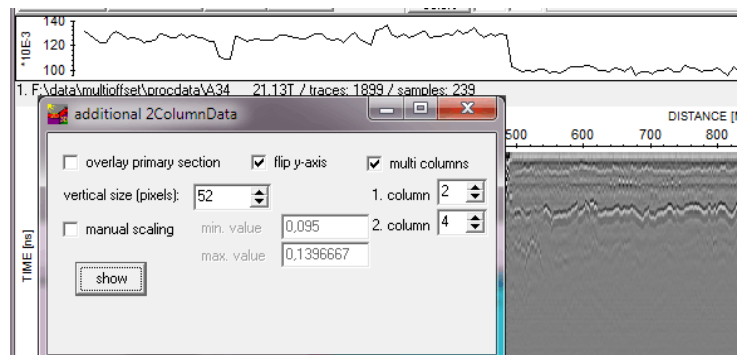 140
120
100
*10E-3
1. F:\data\multioffset\procdata\A34 21.13T / traces: 1899 / samples: 239
additional 2ColumnData
DISTANCE [M
500 600 700 800
overlay primary section flip y-axis multi columns
vertical size (pixels): 52 1. column 2
manual scaling min. value 0,095 2. column 4
max. value 0,1396667
show
TIME [ns]